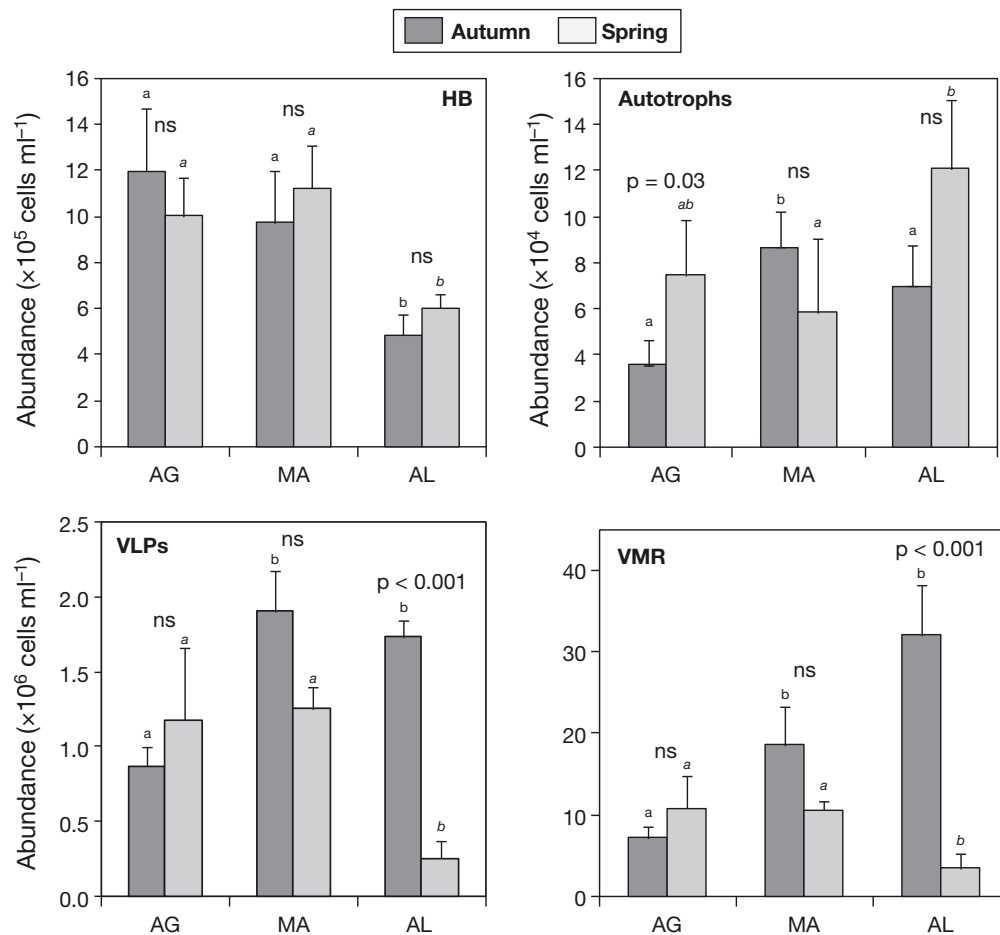 Autumn Spring
Abundance (×10⁵ cells ml⁻¹)
16
14
12
10
8
6
4
2
0
HB
a
ns
a
a
ns
a
b
ns
b
AG MA AL
Abundance (×10⁴ cells ml⁻¹)
16
14
12
10
8
6
4
2
0
Autotrophs
a
p = 0.03
ab
b
ns
a
a
ns
b
AG MA AL
Abundance (×10⁶ cells ml⁻¹)
2.5
2.0
1.5
1.0
0.5
0.0
VLPs
a
ns
a
b
ns
a
b
p < 0.001
b
AG MA AL
40
30
20
10
0
VMR
a
ns
a
b
ns
a
b
p < 0.001
b
AG MA AL